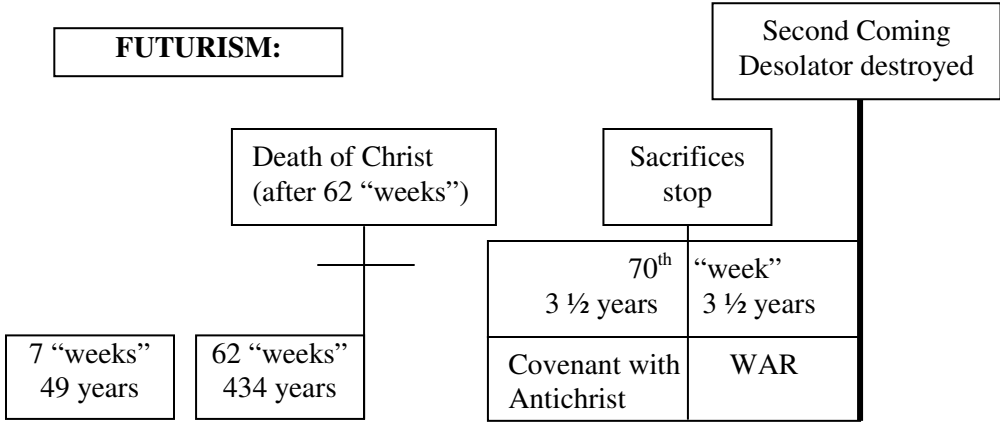 FUTURISM:
Second Coming
Desolator destroyed
Death of Christ
(after 62 “weeks”)
Sacrifices
stop
70th “week”
3 ½ years 3 ½ years
7 “weeks”
49 years
62 “weeks”
434 years
Covenant with
Antichrist
WAR